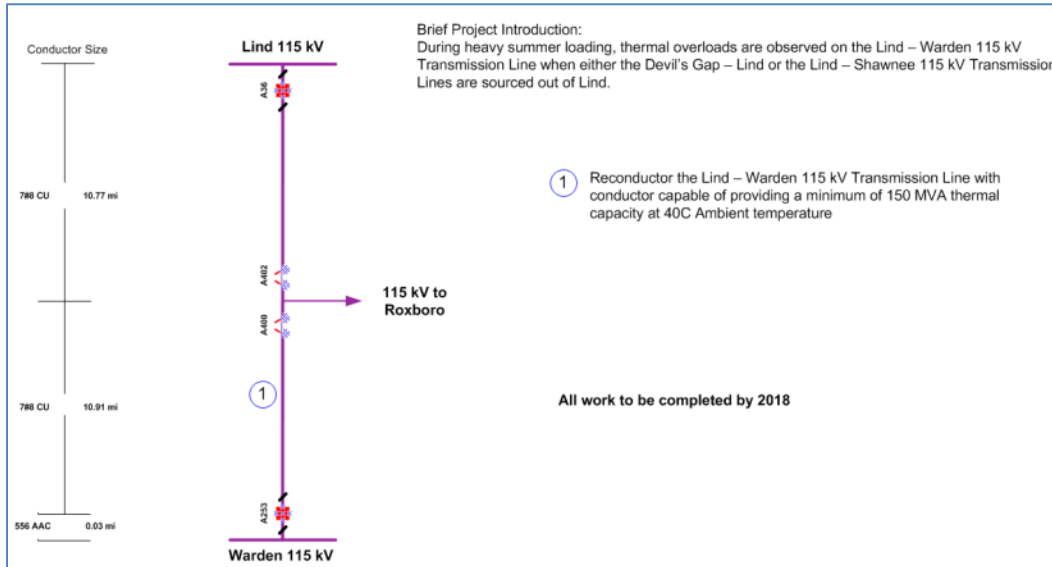 Brief Project Introduction:
During heavy summer loading, thermal overloads are observed on the Lind – Warden 115 kV
Transmission Line when either the Devil's Gap – Lind or the Lind – Shawnee 115 kV Transmission
Lines are sourced out of Lind.
Conductor Size
Lind 115 kV
A36
1
Reconductor the Lind – Warden 115 kV Transmission Line with
conductor capable of providing a minimum of 150 MVA thermal
capacity at 40C Ambient temperature
7#8 CU 10.77 mi
A402
115 kV to
Roxboro
A400
1
7#8 CU 10.91 mi
All work to be completed by 2018
A253
556 AAC 0.03 mi
Warden 115 kV